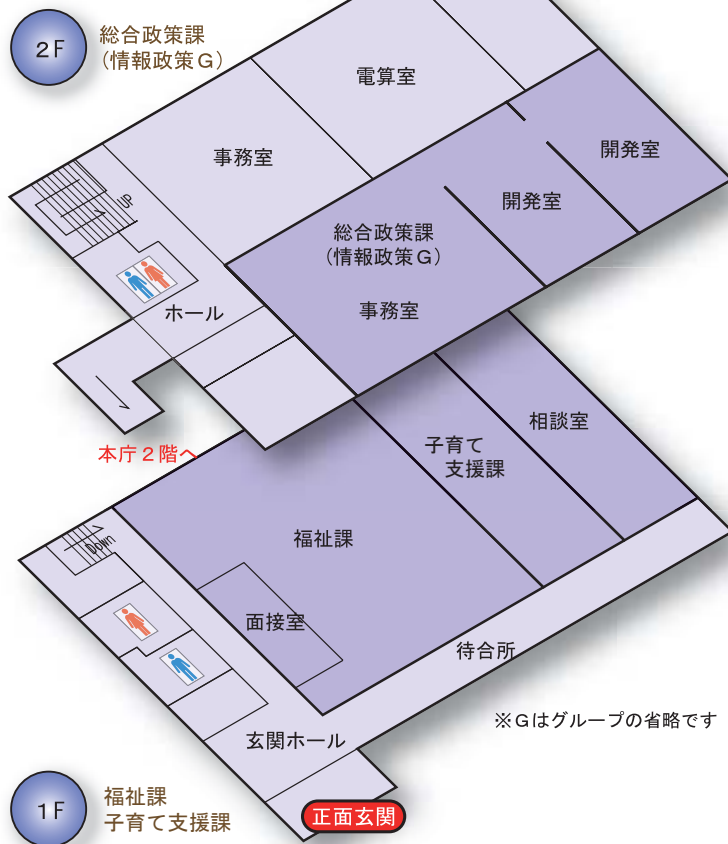 2F
総合政策課
（情報政策Ｇ）
電算室
事務室
開発室
開発室
UP
総合政策課
（情報政策Ｇ）
事務室
ホール
本庁２階へ
相談室
子育て
支援課
福祉課
Down
面接室
待合所
※Ｇはグループの省略です
玄関ホール
1F
福祉課
子育て支援課
正面玄関